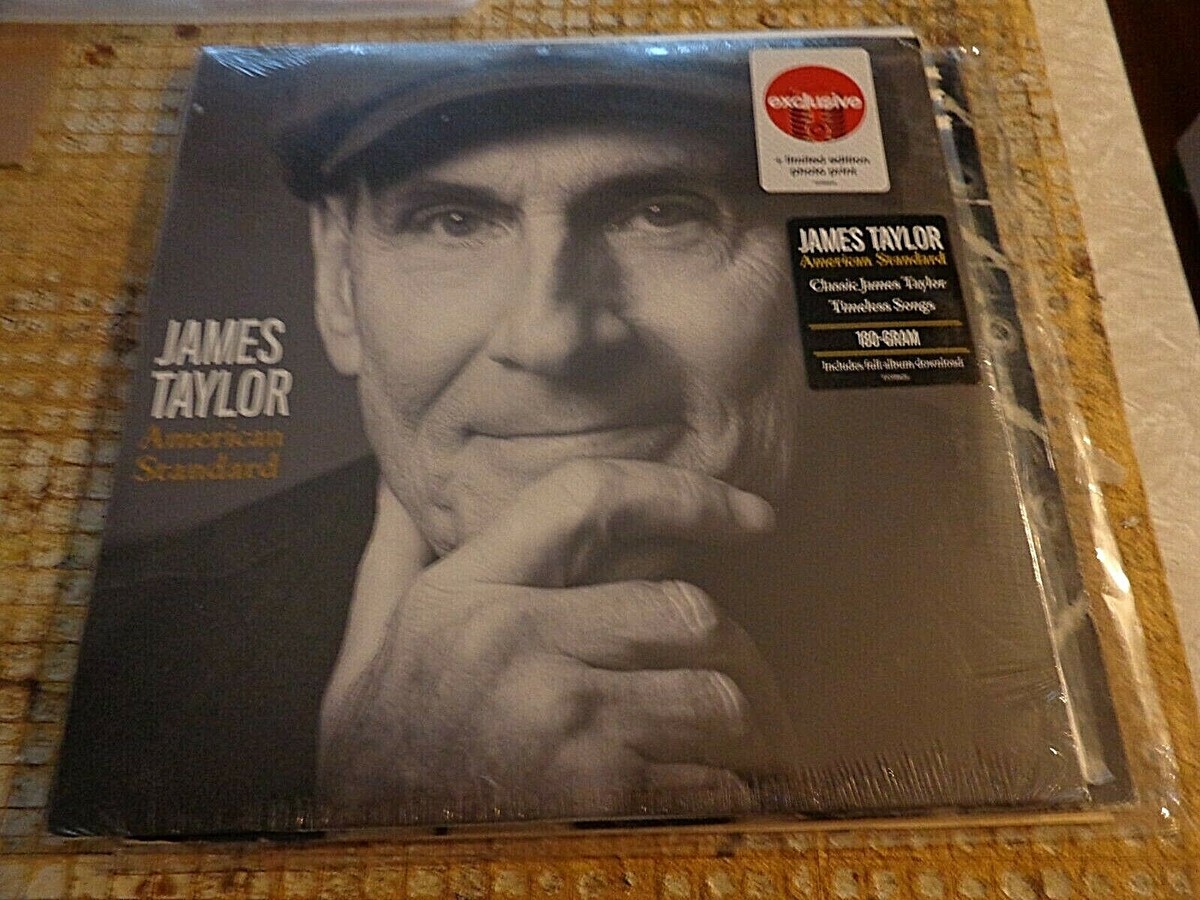 exclusive
+ limited edition
photo print
JAMES TAYLOR
American Standard
Classic James Taylor
Timeless Songs
180-GRAM
Includes full album download
JAMES
TAYLOR
American
Standard